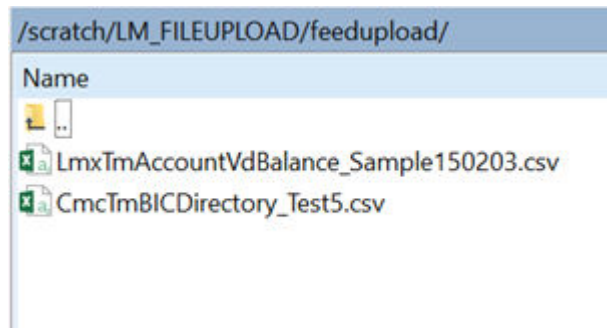 /scratch/LM_FILEUPLOAD/feedupload/
Name
..
LmxTmAccountVdBalance_Sample150203.csv
CmcTmBICDirectory_Test5.csv